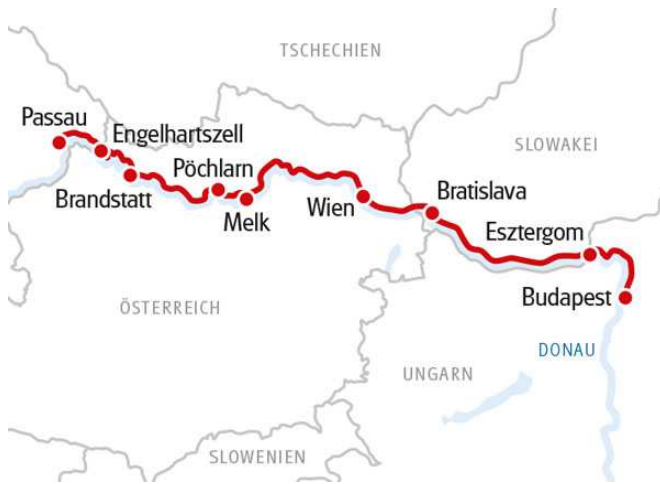 TSCHECHIEN
Passau
Engelhartszell
SLOWAKEI
Pöchlarn
Brandstatt
Bratislava
Wien
Melk
Esztergom
Budapest
ÖSTERREICH
DONAU
UNGARN
SLOWENIEN